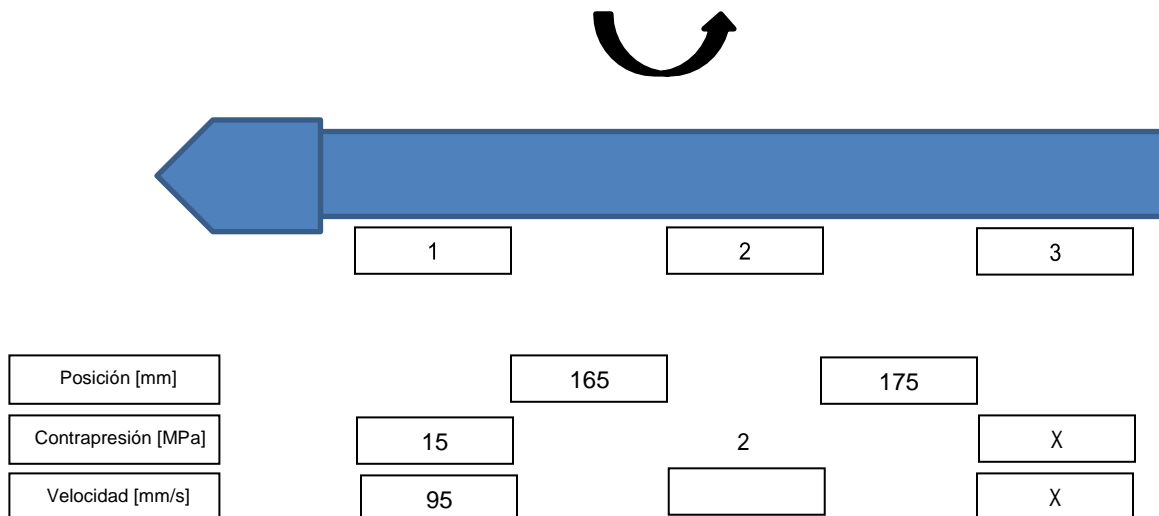 1 2 3
Posición [mm] 165 175
Contrapresión [MPa] 15 2 X
Velocidad [mm/s] 95 X